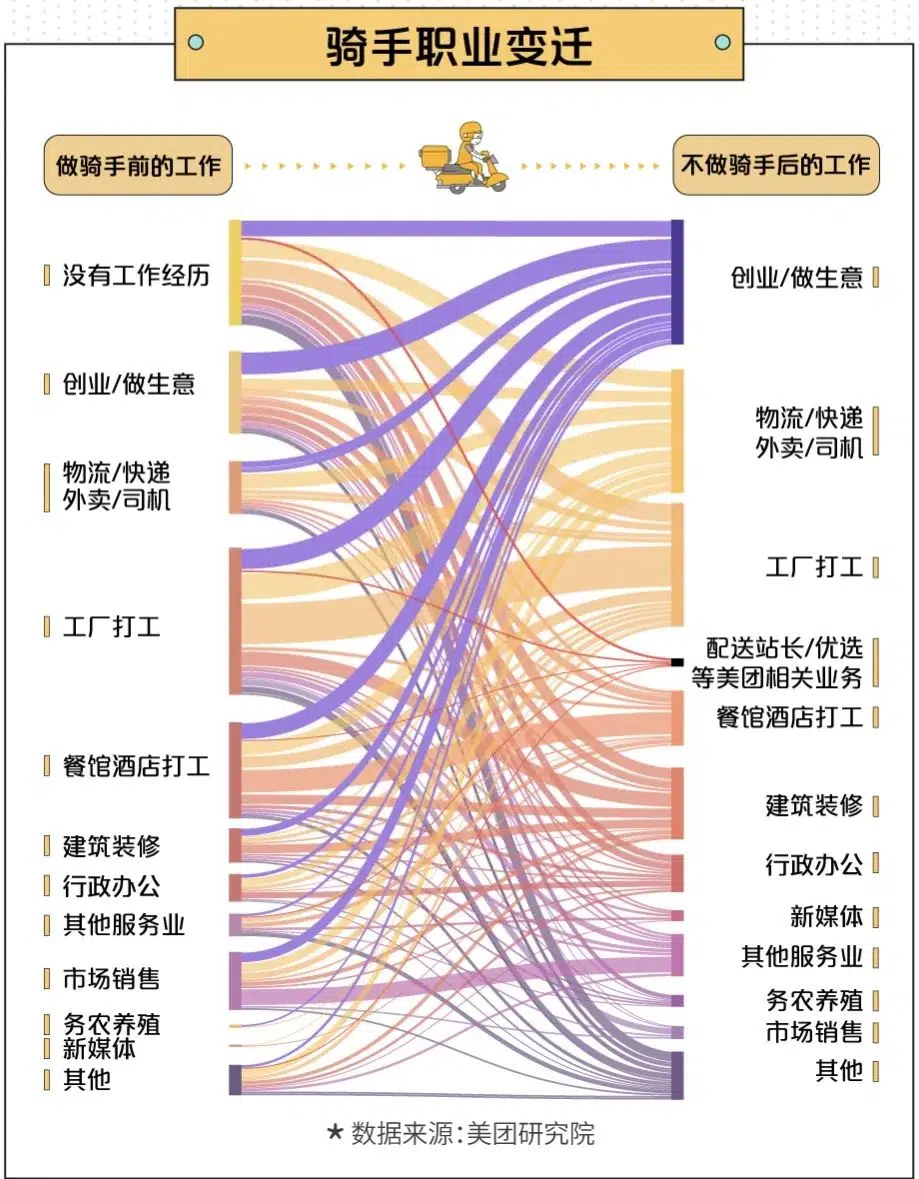 骑手职业变迁
做骑手前的工作
不做骑手后的工作
没有工作经历
创业/做生意
物流/快递
外卖/司机
工厂打工
餐馆酒店打工
建筑装修
行政办公
其他服务业
市场销售
务农养殖
新媒体
其他
创业/做生意
物流/快递
外卖/司机
工厂打工
配送站长/优选
等美团相关业务
餐馆酒店打工
建筑装修
行政办公
新媒体
其他服务业
务农养殖
市场销售
其他
* 数据来源:美团研究院